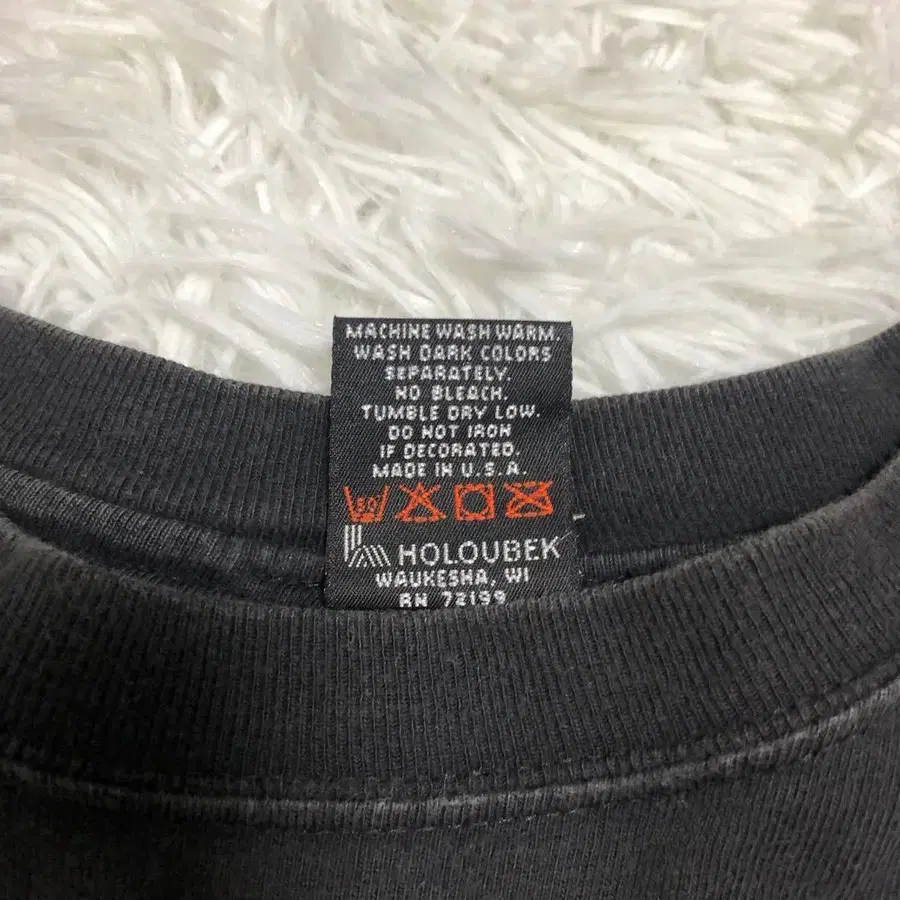 MACHINE WASH WARM.
WASH DARK COLORS
SEPARATELY.
NO BLEACH.
TUMBLE DRY LOW.
DO NOT IRON
IF DECORATED.
MADE IN U.S.A.
HOLOUBEK
WAUKESHA, WI
RN 72199